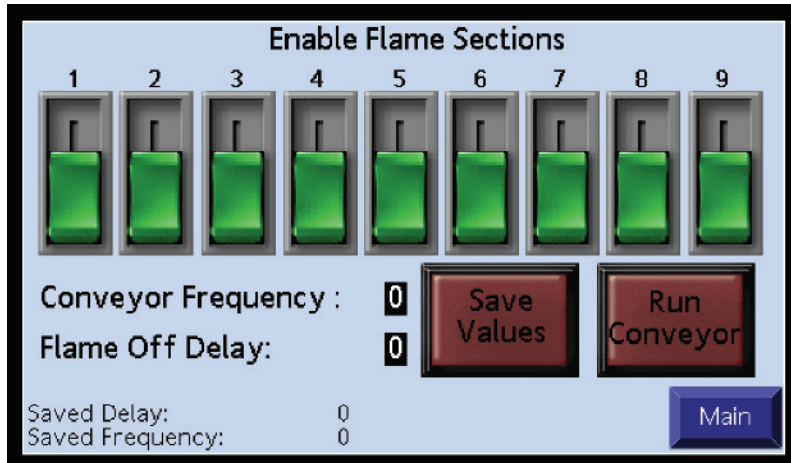 Enable Flame Sections
1 2 3 4 5 6 7 8 9
Conveyor Frequency : 0
Flame Off Delay: 0
Save
Values
Run
Conveyor
Saved Delay: 0
Saved Frequency: 0
Main